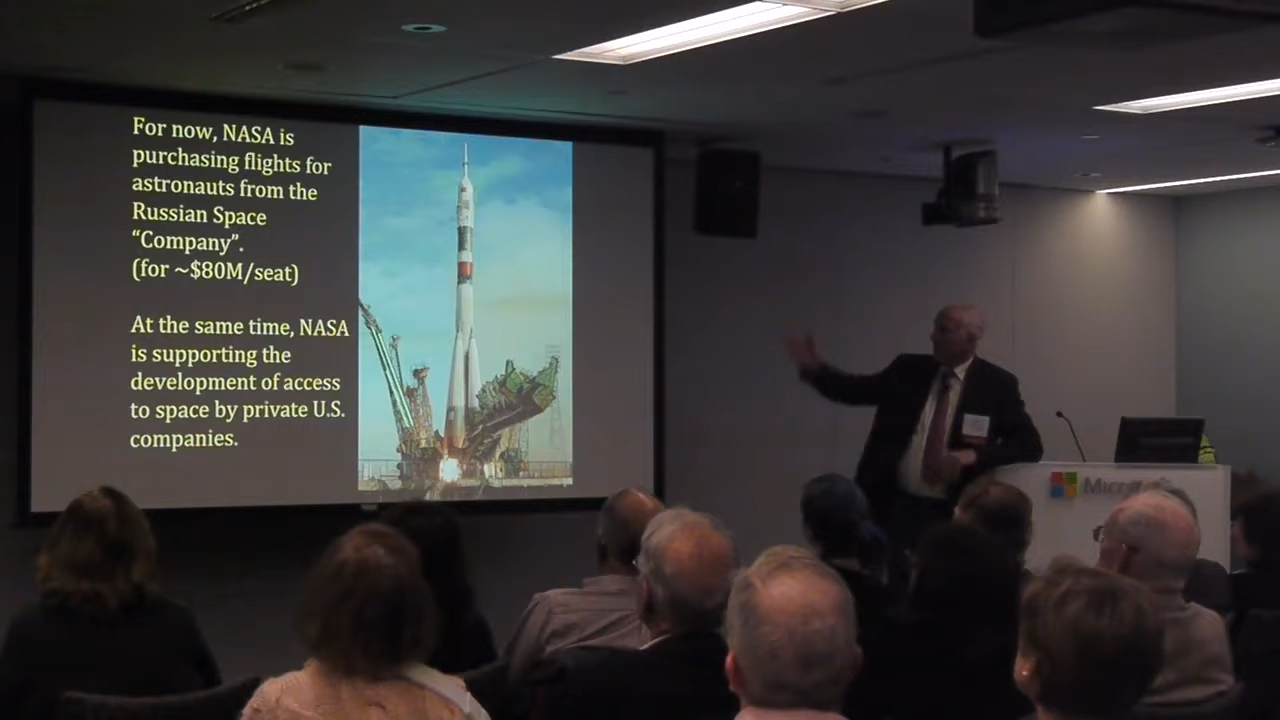 For now, NASA is
purchasing flights for
astronauts from the
Russian Space
“Company”.
(for ~$80M/seat)
At the same time, NASA
is supporting the
development of access
to space by private U.S.
companies.
Microsoft